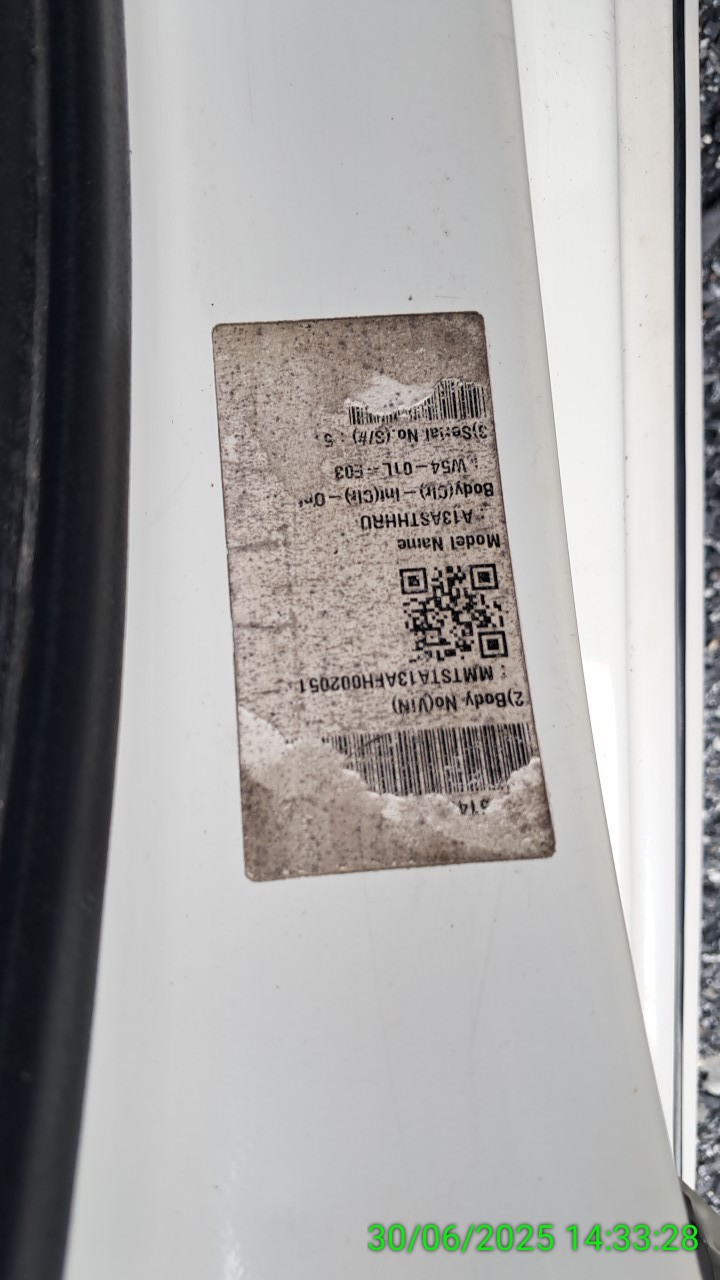 2)Body No(VIN)
: MMTSTA13AFH002051
Model Name
: A13ASTHHRU
Body(Clr)-Int(Clr)-
: W54-01L-E03
3)Serial No.(S/#) : 5
30/06/2025 14:33:28